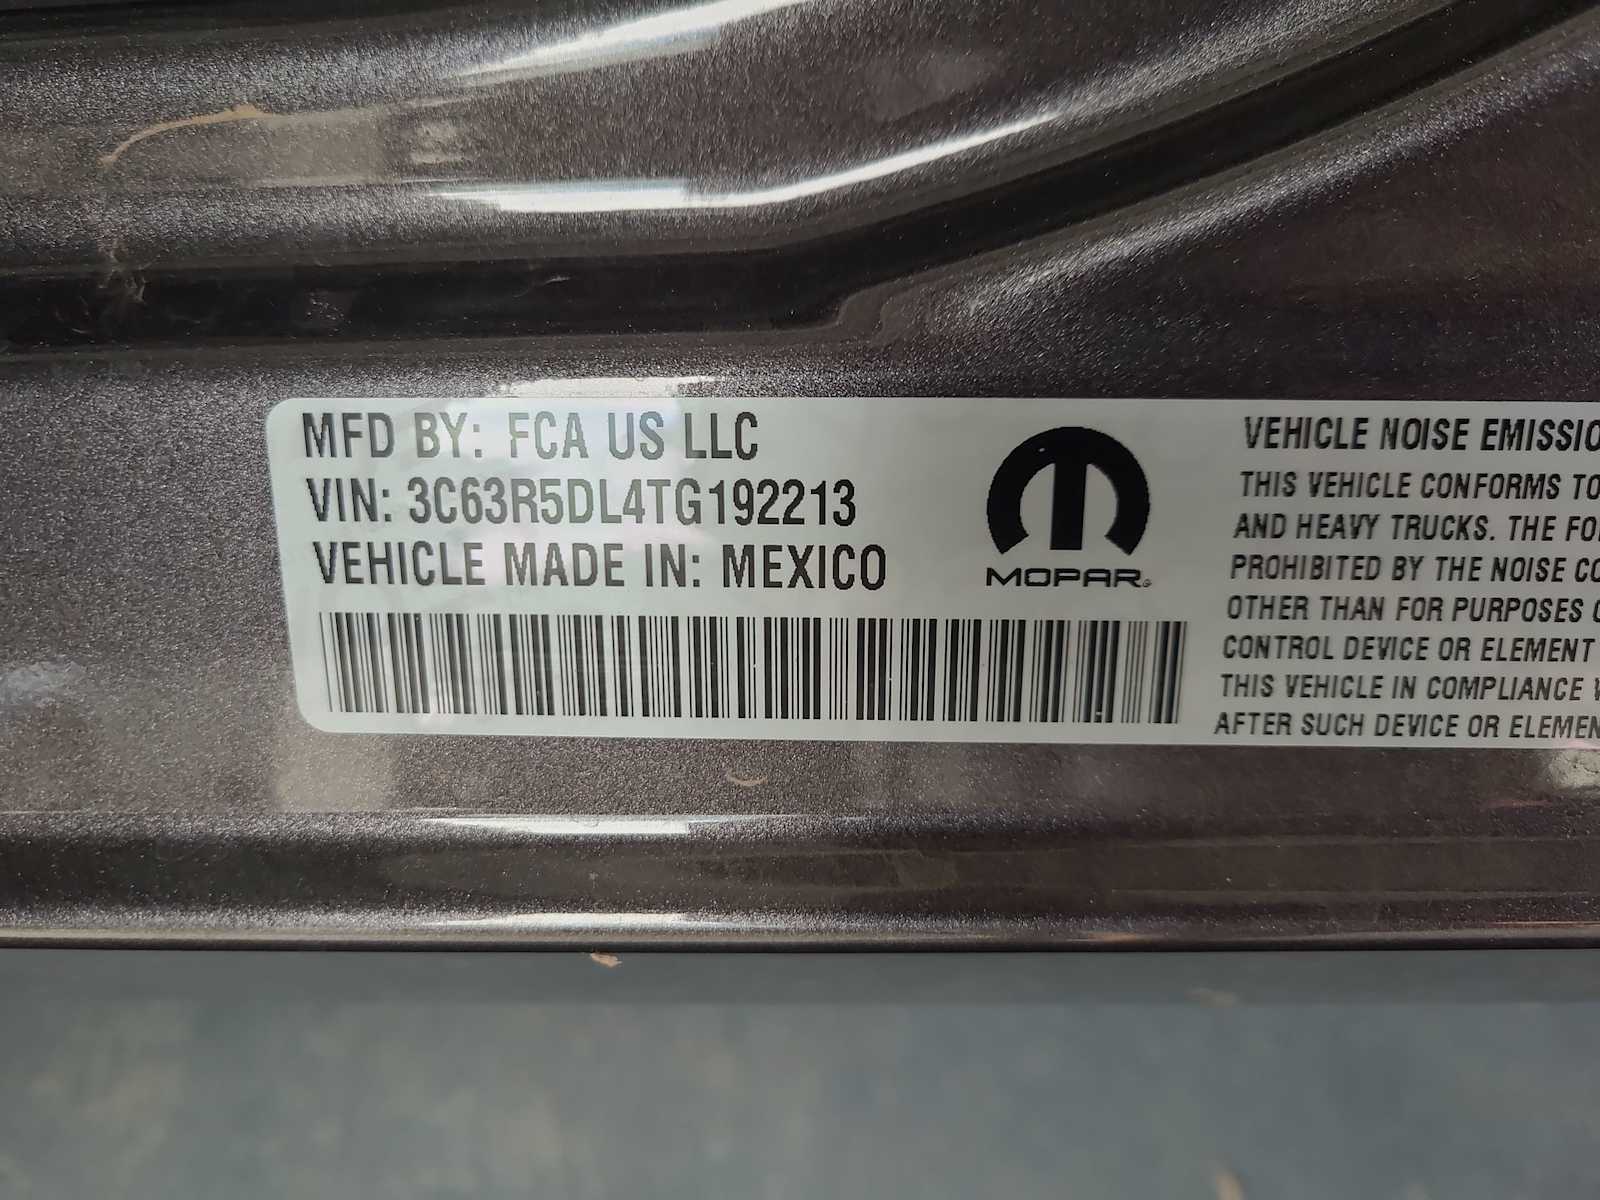 MFD BY: FCA US LLC
VIN: 3C63R5DL4TG192213
VEHICLE MADE IN: MEXICO
MOPAR
VEHICLE NOISE
THIS VEHICLE CONFORMS TO
AND HEAVY TRUCKS. THE
PROHIBITED BY THE NOISE
OTHER THAN FOR PURPOSES
CONTROL DEVICE OR ELEMENT
THIS VEHICLE IN COMPLIANCE
AFTER SUCH DEVICE OR